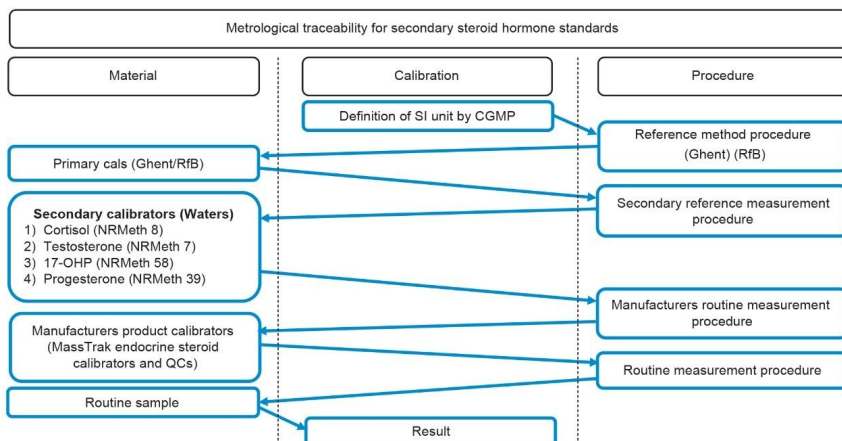 Metrological traceability for secondary steroid hormone standards
Material
Calibration
Procedure
Definition of SI unit by CGMP
Reference method procedure
(Ghent) (RfB)
Primary cals (Ghent/RfB)
Secondary reference measurement
procedure
Secondary calibrators (Waters)
1) Cortisol (NRMeth 8)
2) Testosterone (NRMeth 7)
3) 17-OHP (NRMeth 58)
4) Progesterone (NRMeth 39)
Manufacturers routine measurement
procedure
Manufacturers product calibrators
(MassTrak endocrine steroid
calibrators and QCs)
Routine measurement procedure
Routine sample
Result